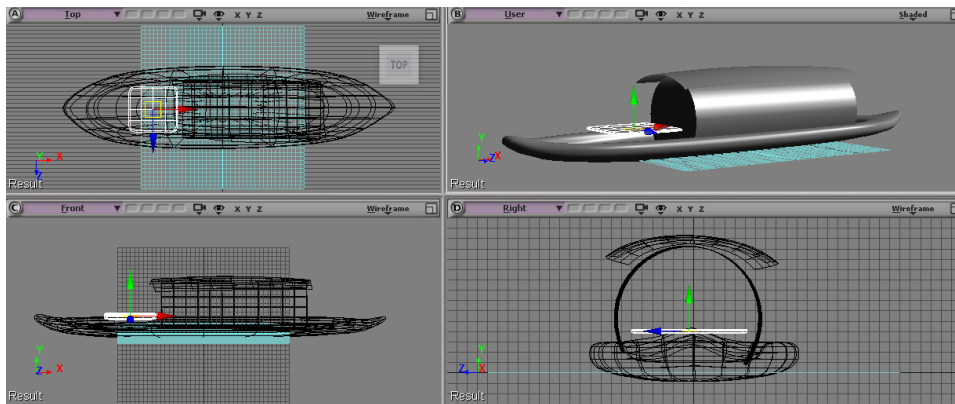 A Top X Y Z Wireframe
TOP
Y X
Z
Result
B User X Y Z Shaded
Y
Z X
Result
C Front X Y Z Wireframe
Y
Z X
Result
D Right X Y Z Wireframe
Y
Z X
Result